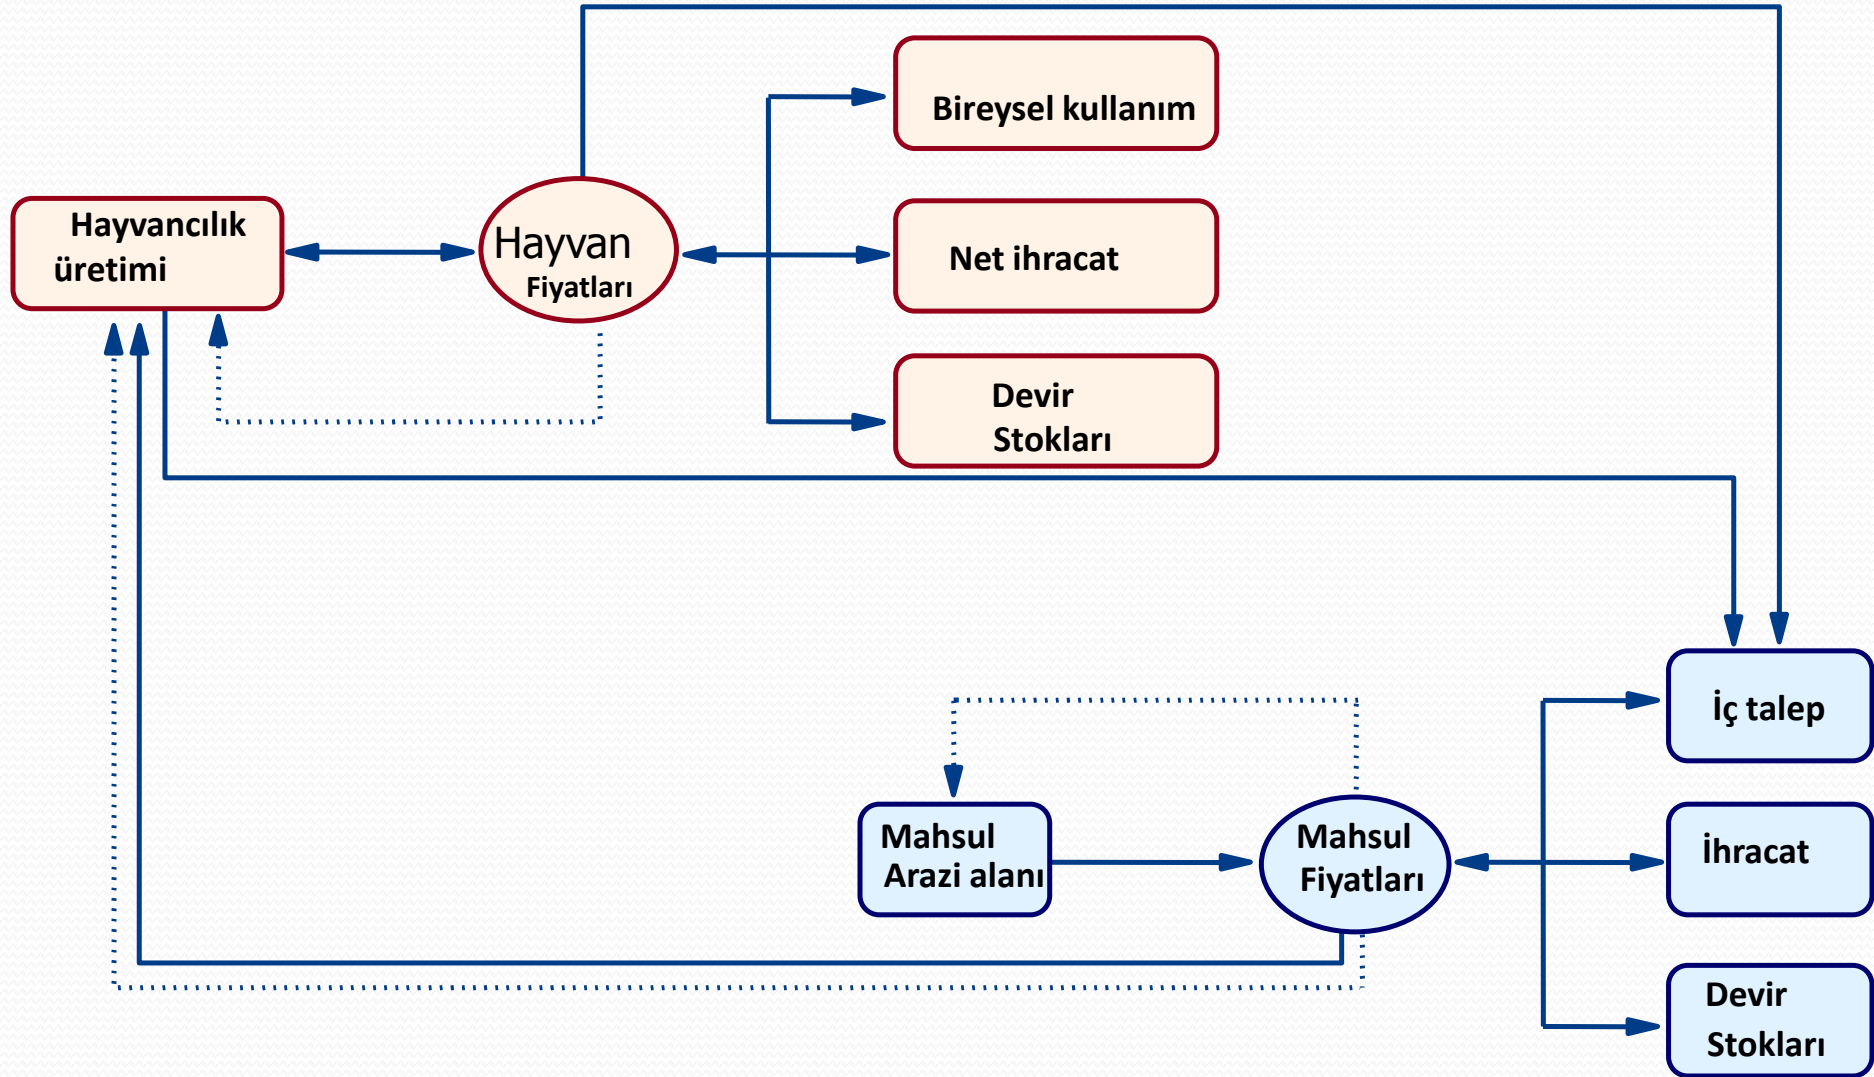 Bireysel kullanım
Hayvancılık
üretimi
Hayvan
Fiyatları
Net ihracat
Devir
Stokları
İç talep
Mahsul
Arazi alanı
Mahsul
Fiyatları
İhracat
Devir
Stokları